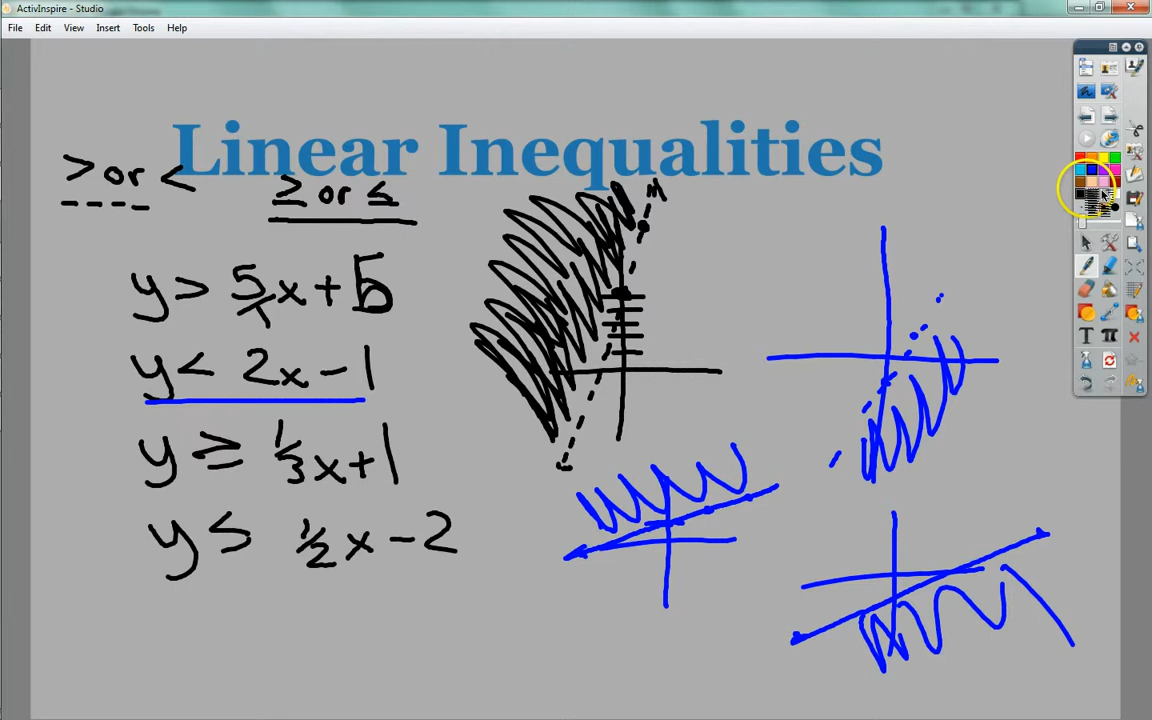 ActivInspire - Studio
File Edit View Insert Tools Help
Linear Inequalities
> or <
≥ or ≤
y > 5/1x + 5
y < 2x - 1
y ≥ 1/3x + 1
y ≤ 1/2x - 2